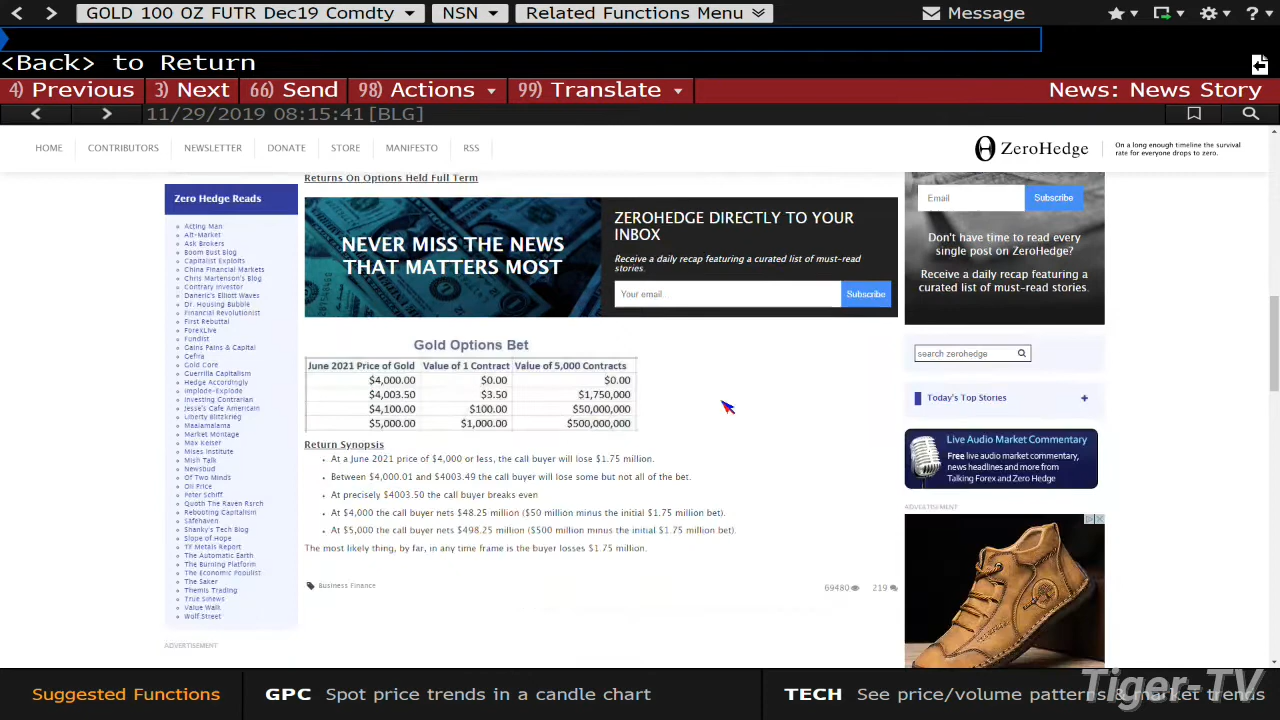 GOLD 100 OZ FUTR Dec19 Comdty NSN Related Functions Menu Message
<Back> to Return
4) Previous 3) Next 66) Send 98) Actions 99) Translate News: News Story
11/29/2019 08:15:41 [BLG]
HOME CONTRIBUTORS NEWSLETTER DONATE STORE MANIFESTO RSS
ZeroHedge
On a long enough timeline the survival
rate for everyone drops to zero.
Zero Hedge Reads
Acting Man
Alt-Market
Ask Brokers
Boom Bust Blog
Capitalist Exploits
China Financial Markets
Chris Martenson's Blog
Contrary Investor
Daneric's Elliott Waves
Dr. Housing Bubble
Financial Revolutionist
First Rebuttal
ForexLive
Fundist
Gains Pains & Capital
Gefira
Gold Core
Guerrilla Capitalism
Hedge Accordingly
Implode-Explode
Investing Contrarian
Jesse's Cafe Americain
Liberty Blitzkrieg
Maalamalama
Market Montage
Max Keiser
Mises Institute
Mish Talk
Newsbud
Of Two Minds
Oil Price
Peter Schiff
Quoth The Raven Rsrch
Rebooting Capitalism
Safehaven
Shanky's Tech Blog
Slope of Hope
TF Metals Report
The Automatic Earth
The Burning Platform
The Economic Populist
The Saker
Themis Trading
True Sinews
Value Walk
Wolf Street
ADVERTISEMENT
Returns On Options Held Full Term
NEVER MISS THE NEWS
THAT MATTERS MOST
ZEROHEDGE DIRECTLY TO YOUR
INBOX
Receive a daily recap featuring a curated list of must-read
stories.
Your email... Subscribe
Gold Options Bet
June 2021 Price of Gold Value of 1 Contract Value of 5,000 Contracts
$4,000.00 $0.00 $0.00
$4,003.50 $3.50 $1,750,000
$4,100.00 $100.00 $50,000,000
$5,000.00 $1,000.00 $500,000,000
Return Synopsis
At a June 2021 price of $4,000 or less, the call buyer will lose $1.75 million.
Between $4,000.01 and $4003.49 the call buyer will lose some but not all of the bet.
At precisely $4003.50 the call buyer breaks even
At $4,000 the call buyer nets $48.25 million ($50 million minus the initial $1.75 million bet).
At $5,000 the call buyer nets $498.25 million ($500 million minus the initial $1.75 million bet).
The most likely thing, by far, in any time frame is the buyer losses $1.75 million.
Business Finance 69480 219
Email Subscribe
Don't have time to read every
single post on ZeroHedge?
Receive a daily recap featuring a
curated list of must-read stories.
search zerohedge
Today's Top Stories +
Live Audio Market Commentary
Free live audio market commentary,
news headlines and more from
Talking Forex and Zero Hedge
ADVERTISEMENT
Suggested Functions GPC Spot price trends in a candle chart TECH See price/volume patterns & market trends
Tiger-TV